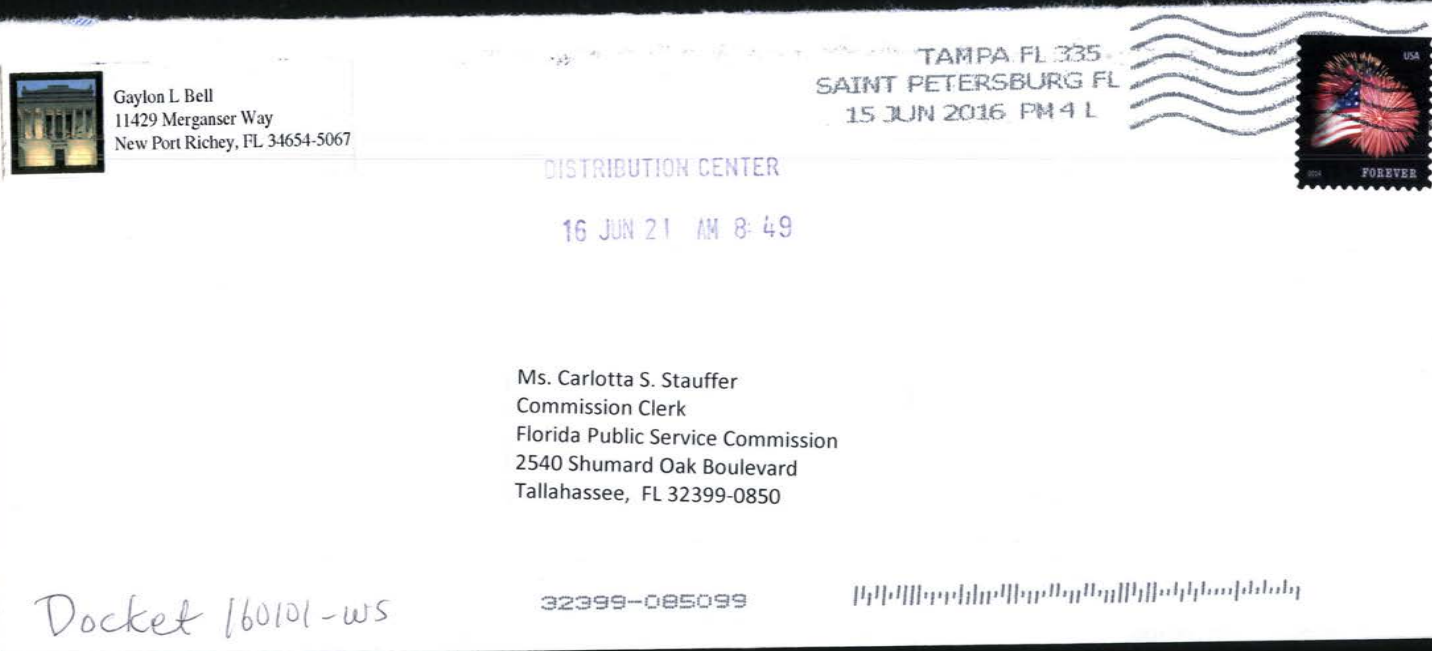 Gaylon L Bell
11429 Merganser Way
New Port Richey, FL 34654-5067
TAMPA FL 335
SAINT PETERSBURG FL
15 JUN 2016 PM 4 L
USA
2014
FOREVER
DISTRIBUTION CENTER
16 JUN 21 AM 8:49
Ms. Carlotta S. Stauffer
Commission Clerk
Florida Public Service Commission
2540 Shumard Oak Boulevard
Tallahassee, FL 32399-0850
32399-085099
Docket 160101-WS